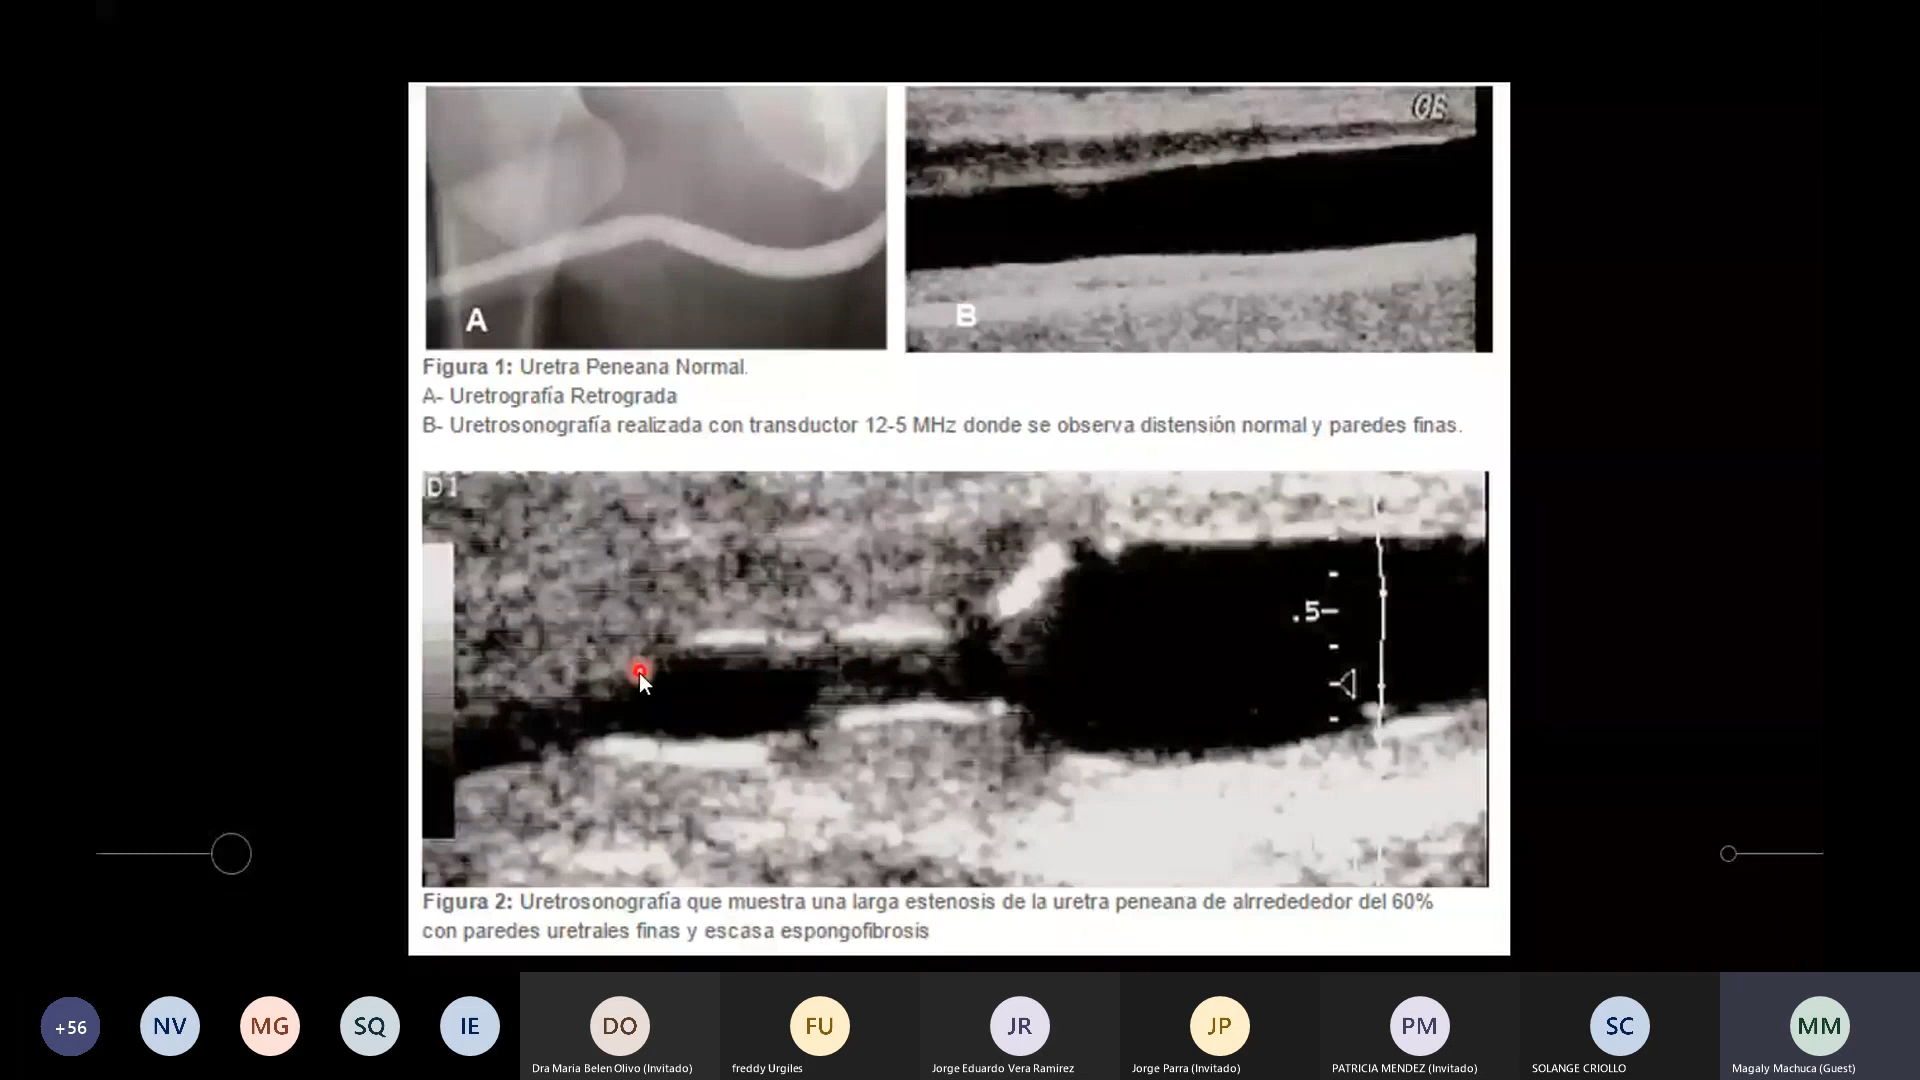 GE
A
B
Figura 1: Uretra Peneana Normal.
A- Uretrografía Retrograda
B- Uretrosonografía realizada con transductor 12-5 MHz donde se observa distensión normal y paredes finas.
D1
.5
Figura 2: Uretrosonografía que muestra una larga estenosis de la uretra peneana de alrredededor del 60%
con paredes uretrales finas y escasa espongofibrosis
+56
NV
MG
SQ
IE
DO
FU
JR
JP
PM
SC
MM
Dra Maria Belen Olivo (Invitado)
freddy Urgiles
Jorge Eduardo Vera Ramirez
Jorge Parra (Invitado)
PATRICIA MENDEZ (Invitado)
SOLANGE CRIOLLO
Magaly Machuca (Guest)